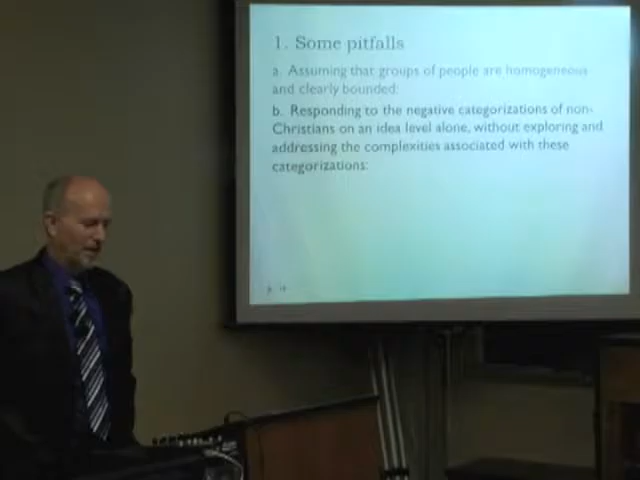 1. Some pitfalls
a. Assuming that groups of people are homogeneous
and clearly bounded:
b. Responding to the negative categorizations of non-
Christians on an idea level alone, without exploring and
addressing the complexities associated with these
categorizations: